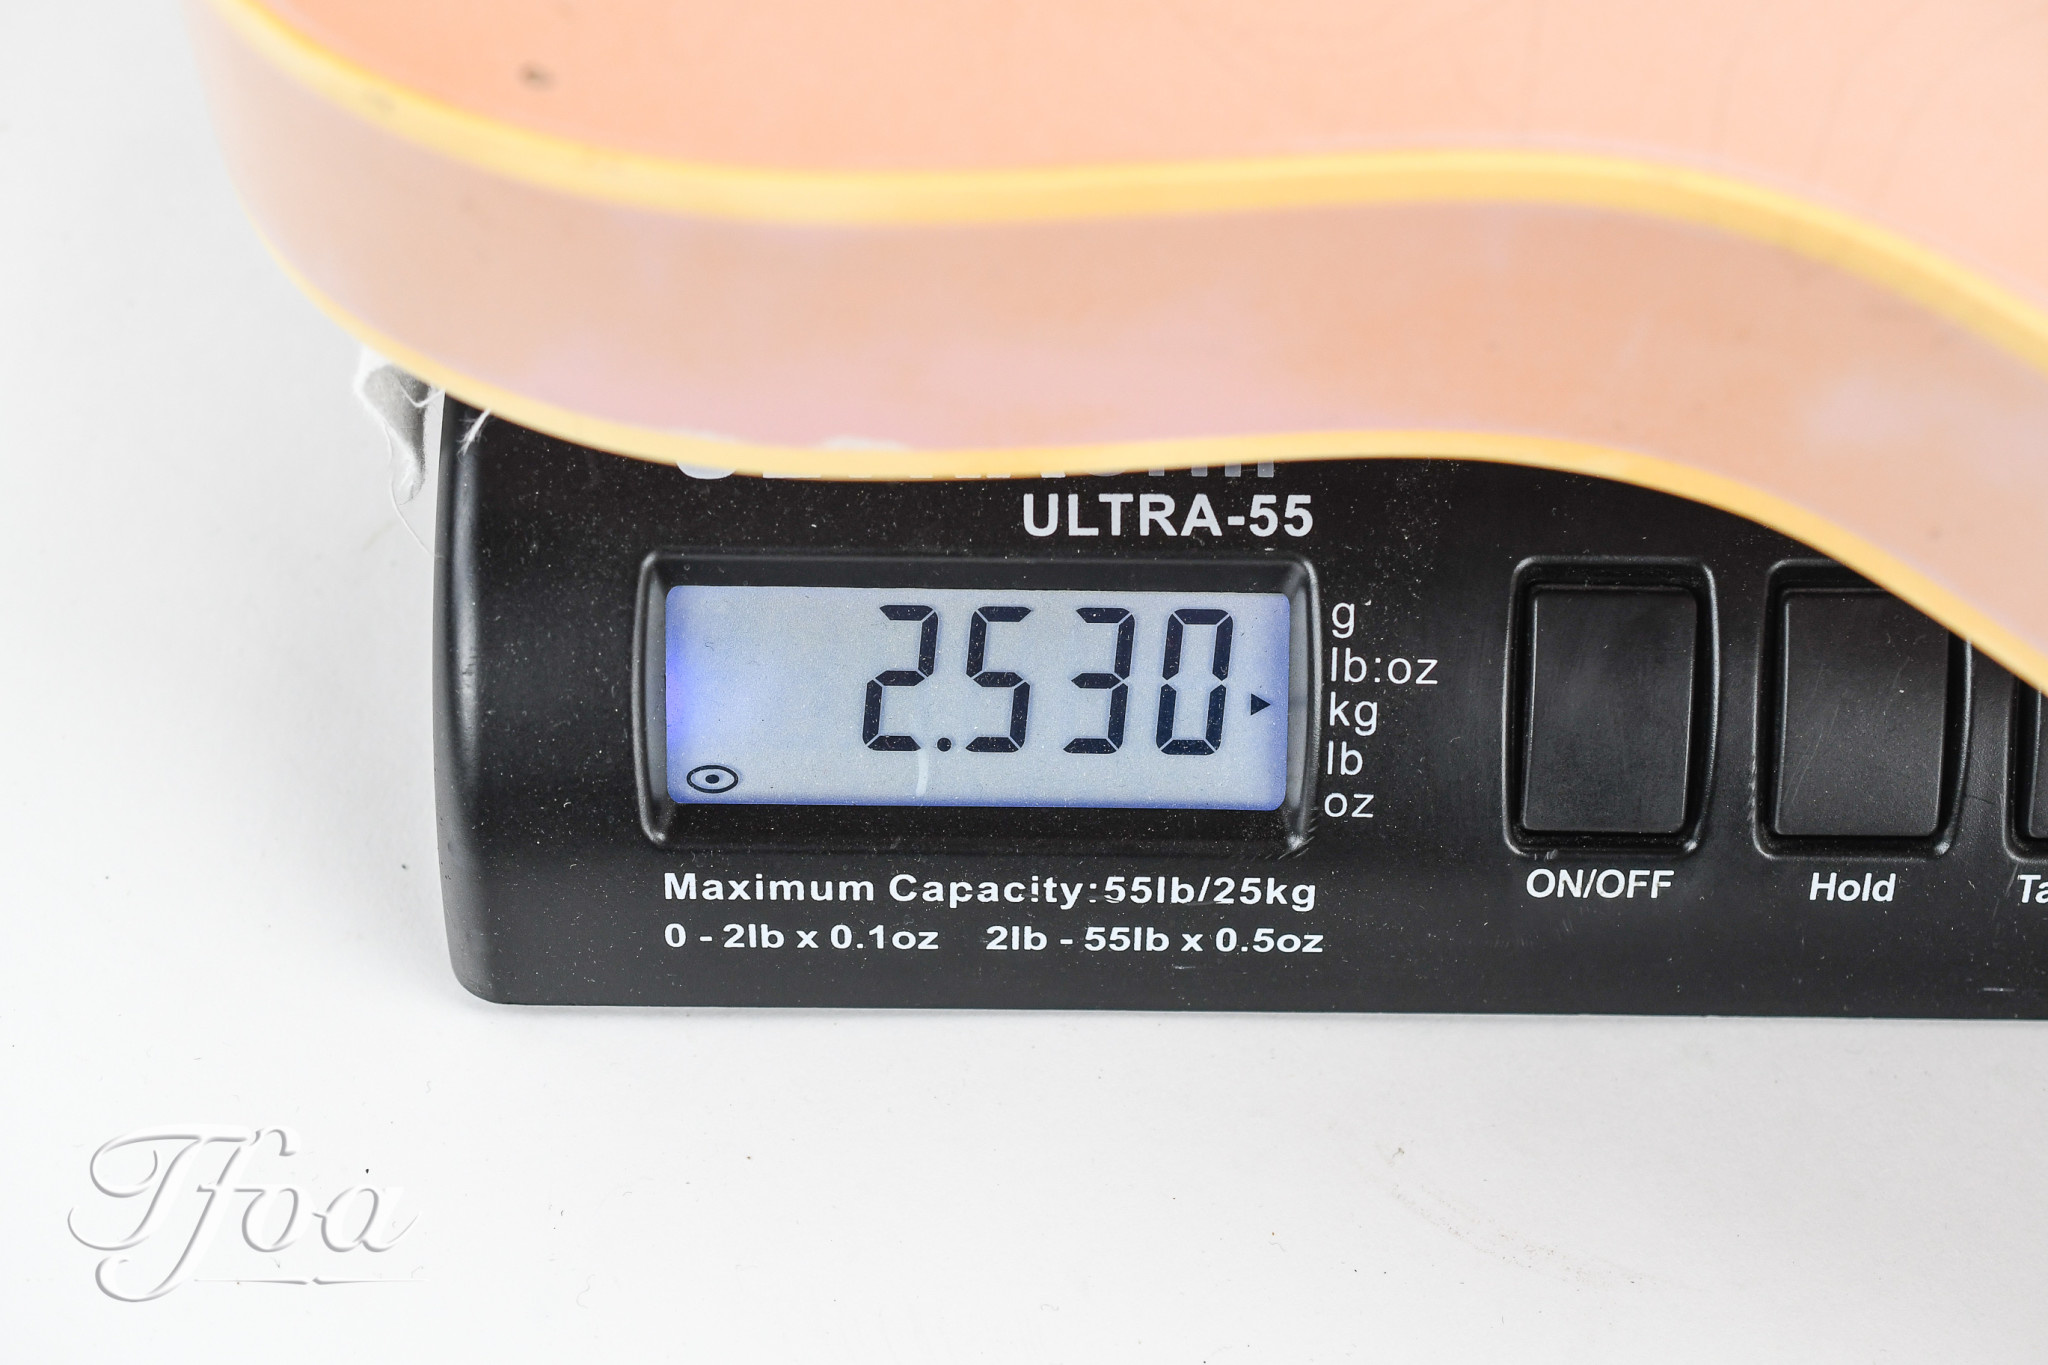 ULTRA-55
2.530
g
lb:oz
kg
lb
oz
Maximum Capacity:55lb/25kg
0 - 2lb x 0.1oz 2lb - 55lb x 0.5oz
ON/OFF
Hold
Tfoa